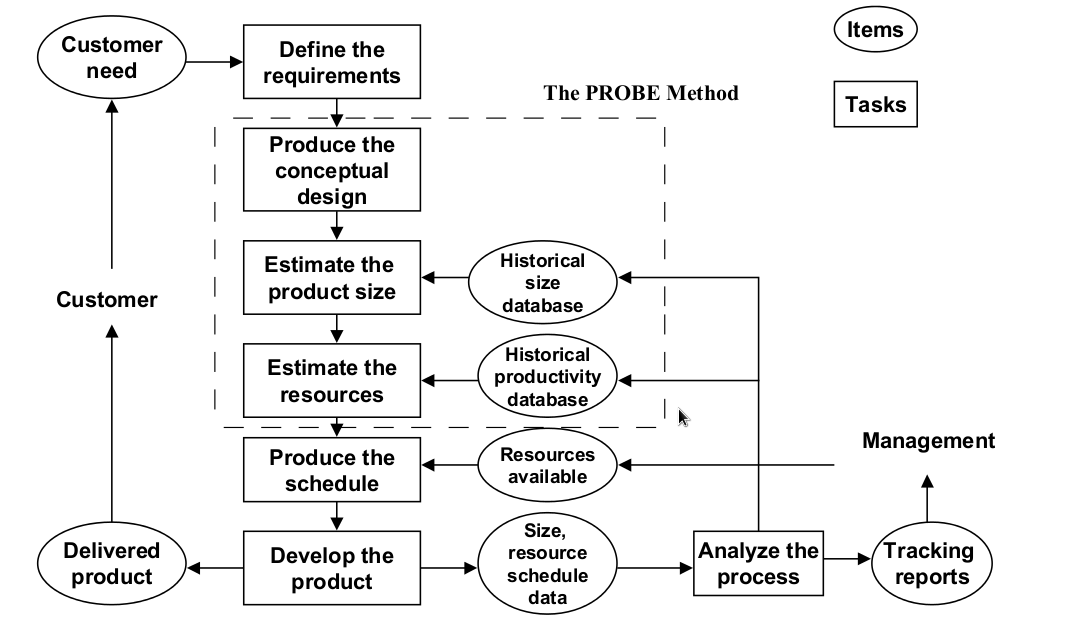 Customer
need
Define the
requirements
Items
The PROBE Method
Tasks
Produce the
conceptual
design
Estimate the
product size
Historical
size
database
Customer
Estimate the
resources
Historical
productivity
database
Management
Produce the
schedule
Resources
available
Delivered
product
Develop the
product
Size,
resource
schedule
data
Analyze the
process
Tracking
reports